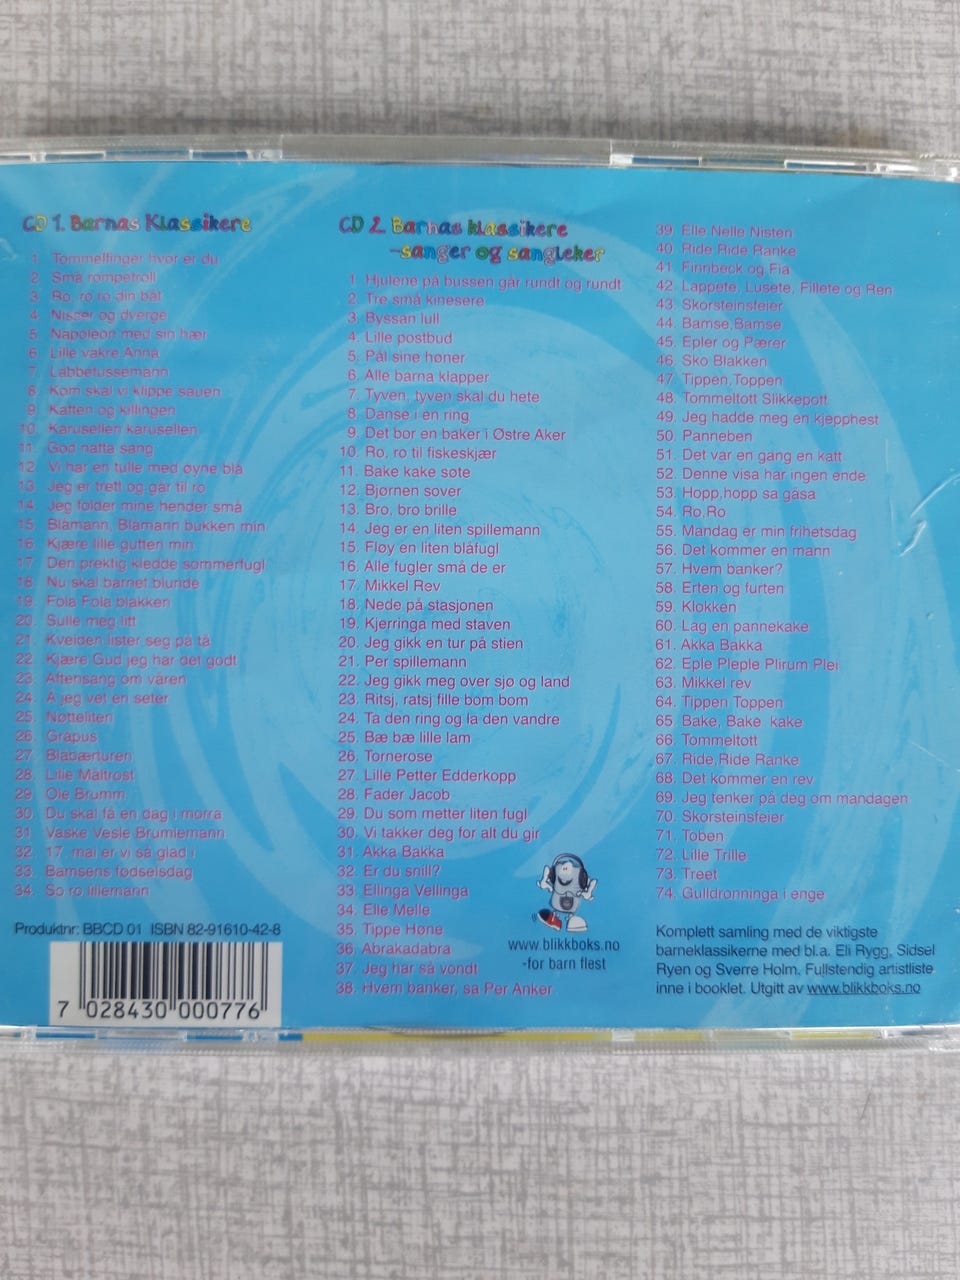 CD 1. Barnas Klassikere
1. Tommelfinger hvor er du
2. Små rompetroll
3. Ro, ro ro din båt
4. Nisser og dverge
5. Napoleon med sin hær
6. Lille vakre Anna
7. Labbetussemann
8. Kom skal vi klippe sauen
9. Katten og killingen
10. Karusellen karusellen
11. God natta sang
12. Vi har en tulle med øyne blå
13. Jeg er trett og går til ro
14. Jeg folder mine hender små
15. Blåmann, Blåmann bukken min
16. Kjære lille gutten min
17. Den prektig kledde sommerfugl
18. Nu skal barnet blunde
19. Fola Fola blakken
20. Sulle meg litt
21. Kvelden lister seg på tå
22. Kjære Gud jeg har det godt
23. Aftensang om våren
24. Å jeg vet en seter
25. Nøtteliten
26. Gråpus
27. Blåbærturen
28. Lille Måltrost
29. Ole Brumm
30. Du skal få en dag i morra
31. Vaske Vesle Brumlemann
32. 17. mai er vi så glad i
33. Bamsens fødselsdag
34. So ro lillemann
Produktnr: BBCD 01 ISBN 82-91610-42-8
7 028430 000776
CD 2. Barnas klassikere
-sanger og sangleker
1. Hjulene på bussen går rundt og rundt
2. Tre små kinesere
3. Byssan lull
4. Lille postbud
5. Pål sine høner
6. Alle barna klapper
7. Tyven, tyven skal du hete
8. Danse i en ring
9. Det bor en baker i Østre Aker
10. Ro, ro til fiskeskjær
11. Bake kake søte
12. Bjørnen sover
13. Bro, bro brille
14. Jeg er en liten spillemann
15. Fløy en liten blåfugl
16. Alle fugler små de er
17. Mikkel Rev
18. Nede på stasjonen
19. Kjerringa med staven
20. Jeg gikk en tur på stien
21. Per spillemann
22. Jeg gikk meg over sjø og land
23. Ritsj, ratsj fille bom bom
24. Ta den ring og la den vandre
25. Bæ bæ lille lam
26. Tornerose
27. Lille Petter Edderkopp
28. Fader Jacob
29. Du som metter liten fugl
30. Vi takker deg for alt du gir
31. Akka Bakka
32. Er du snill?
33. Ellinga Vellinga
34. Elle Melle
35. Tippe Høne
36. Abrakadabra
37. Jeg har så vondt
38. Hvem banker, sa Per Anker
www.blikkboks.no
-for barn flest
39. Elle Nelle Nisten
40. Ride Ride Ranke
41. Finnbeck og Fia
42. Lappete, Lusete, Fillete og Ren
43. Skorsteinsfeier
44. Bamse,Bamse
45. Epler og Pærer
46. Sko Blakken
47. Tippen,Toppen
48. Tommeltott Slikkepott
49. Jeg hadde meg en kjepphest
50. Panneben
51. Det var en gang en katt
52. Denne visa har ingen ende
53. Hopp,hopp sa gåsa
54. Ro,Ro
55. Mandag er min frihetsdag
56. Det kommer en mann
57. Hvem banker?
58. Erten og furten
59. Klokken
60. Lag en pannekake
61. Akka Bakka
62. Eple Pleple Plirum Plei
63. Mikkel rev
64. Tippen Toppen
65. Bake, Bake kake
66. Tommeltott
67. Ride,Ride Ranke
68. Det kommer en rev
69. Jeg tenker på deg om mandagen
70. Skorsteinsfeier
71. Toben
72. Lille Trille
73. Treet
74. Gulldronninga i enge
Komplett samling med de viktigste
barneklassikerne med bl.a. Eli Rygg, Sidsel
Ryen og Sverre Holm. Fullstendig artistliste
inne i booklet. Utgitt av www.blikkboks.no